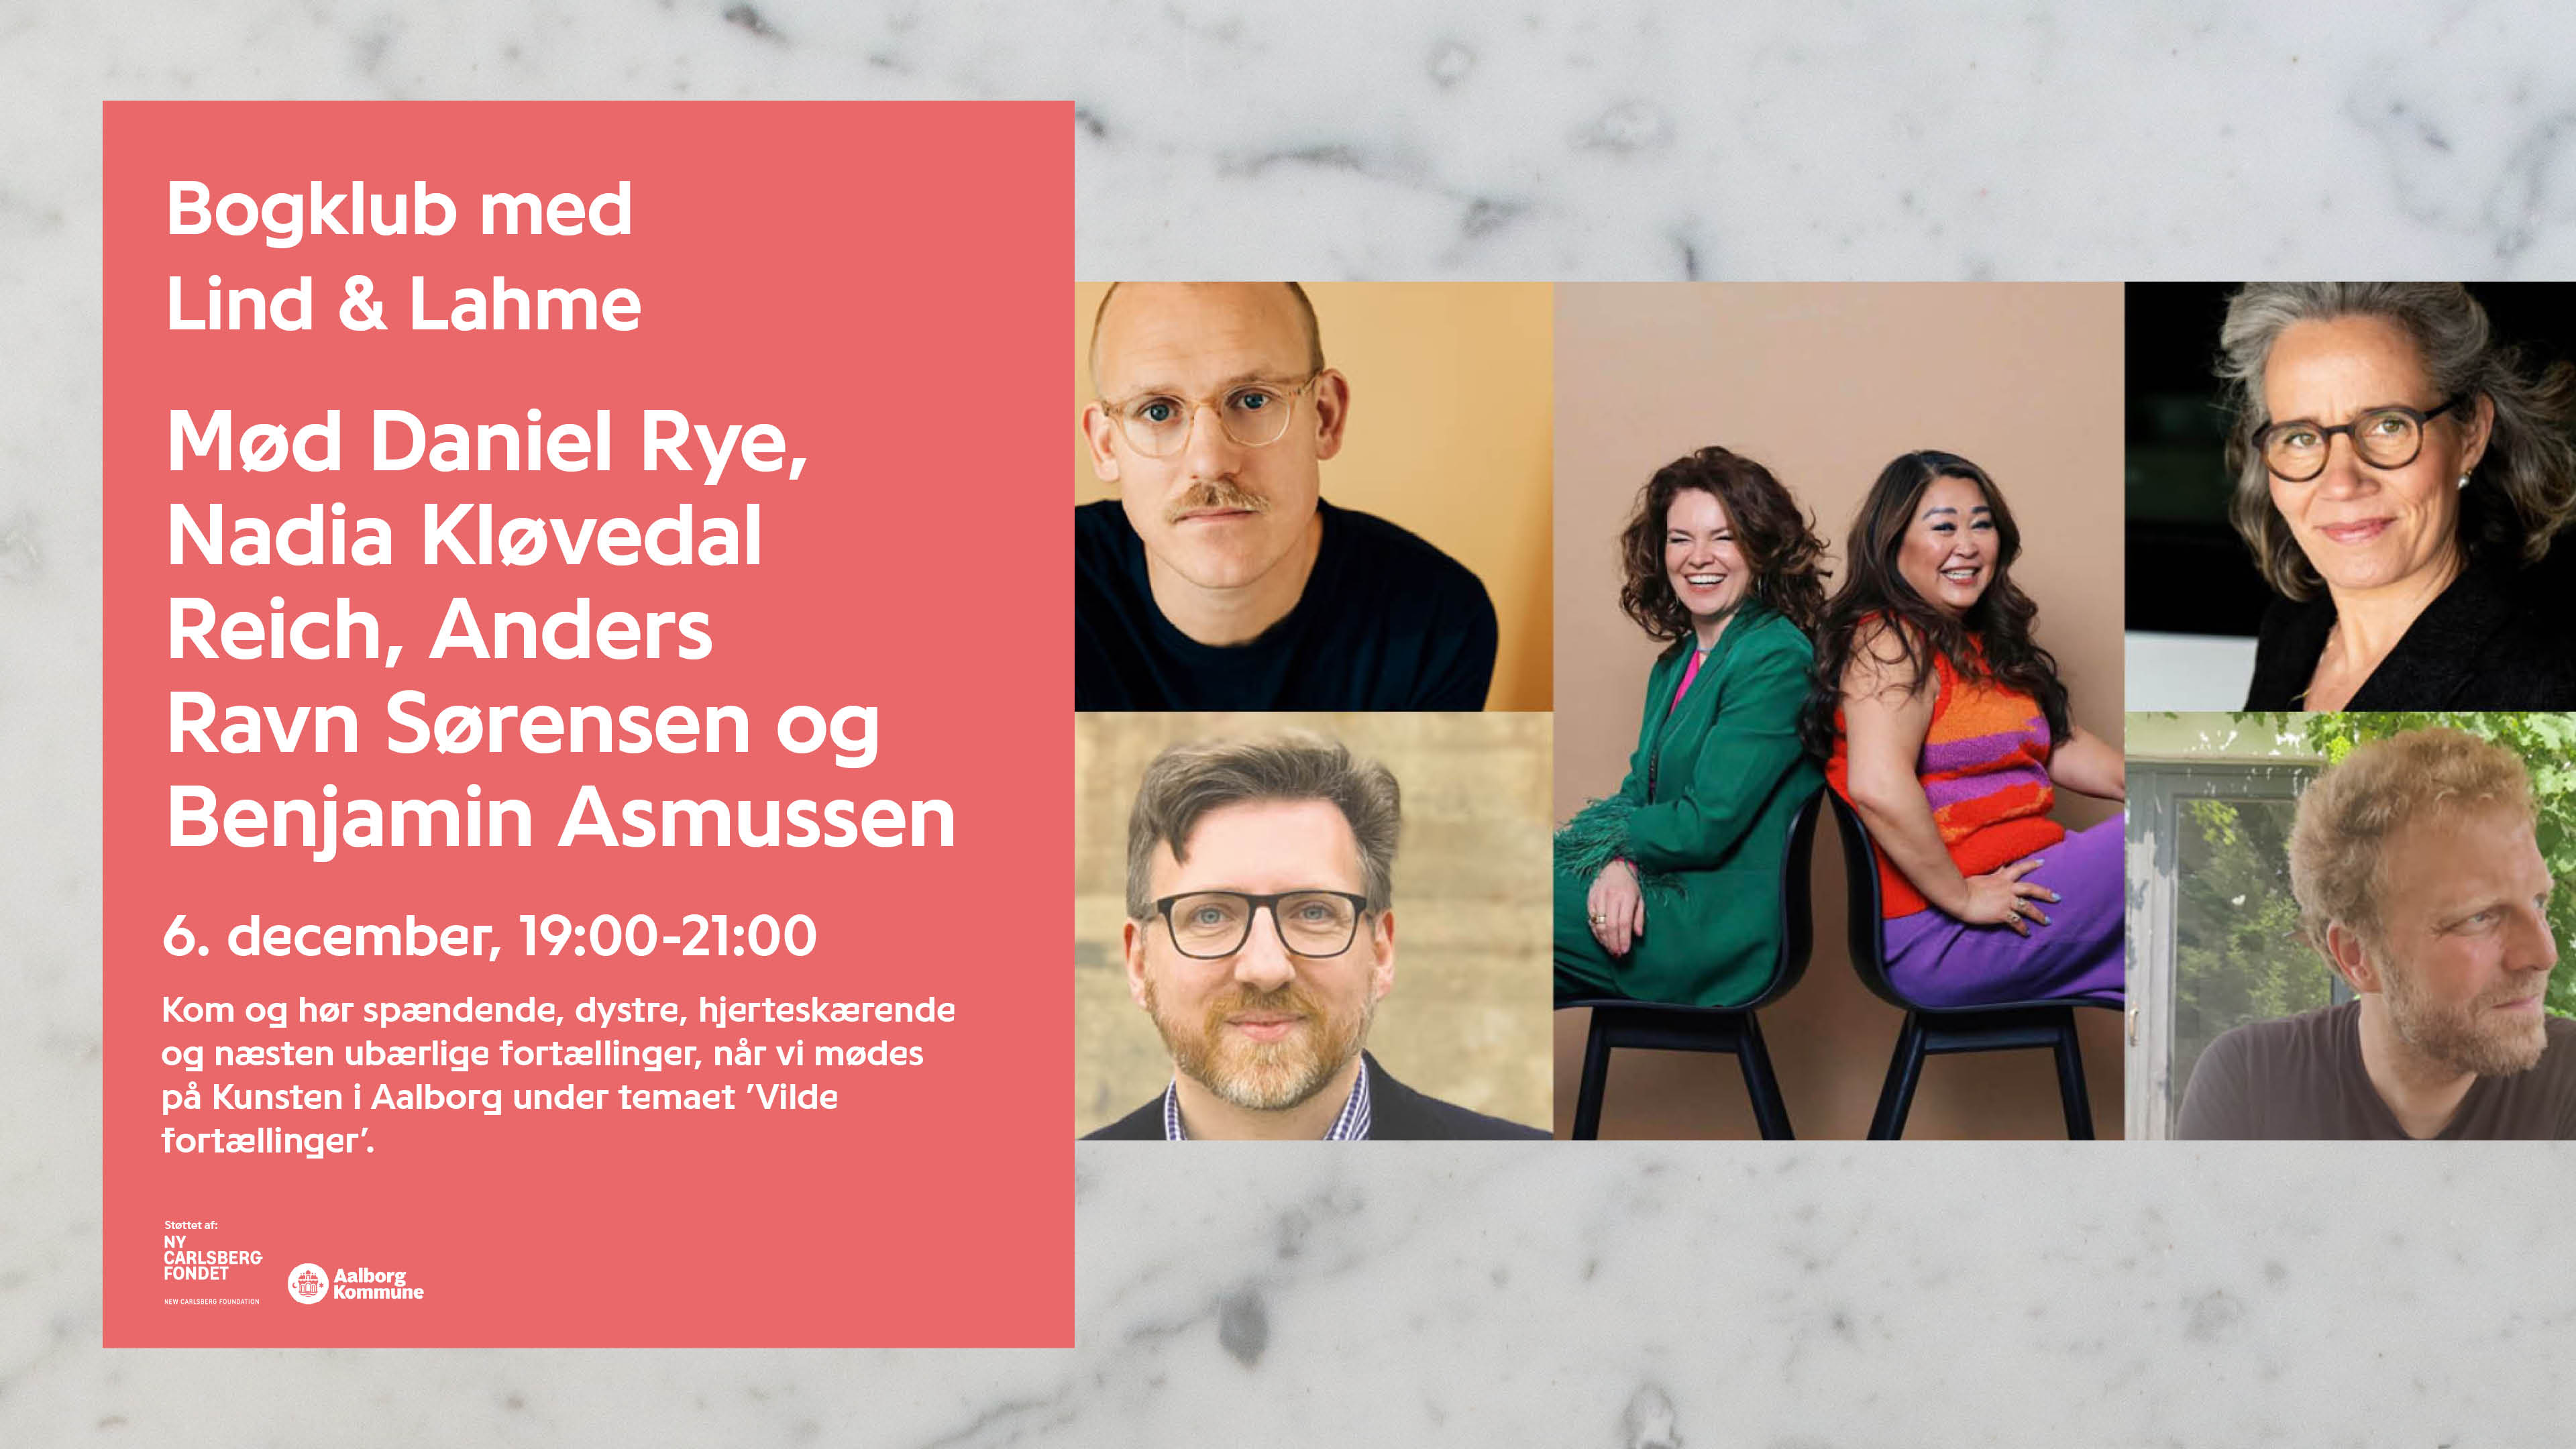 Bogklub med
Lind & Lahme
Mød Daniel Rye,
Nadia Kløvedal
Reich, Anders
Ravn Sørensen og
Benjamin Asmussen
6. december, 19:00-21:00
Kom og hør spændende, dystre, hjerteskærende
og næsten ubærlige fortællinger, når vi mødes
på Kunsten i Aalborg under temaet ’Vilde
fortællinger’.
Støttet af:
NY
CARLSBERG
FONDET
NEW CARLSBERG FOUNDATION
Aalborg
Kommune